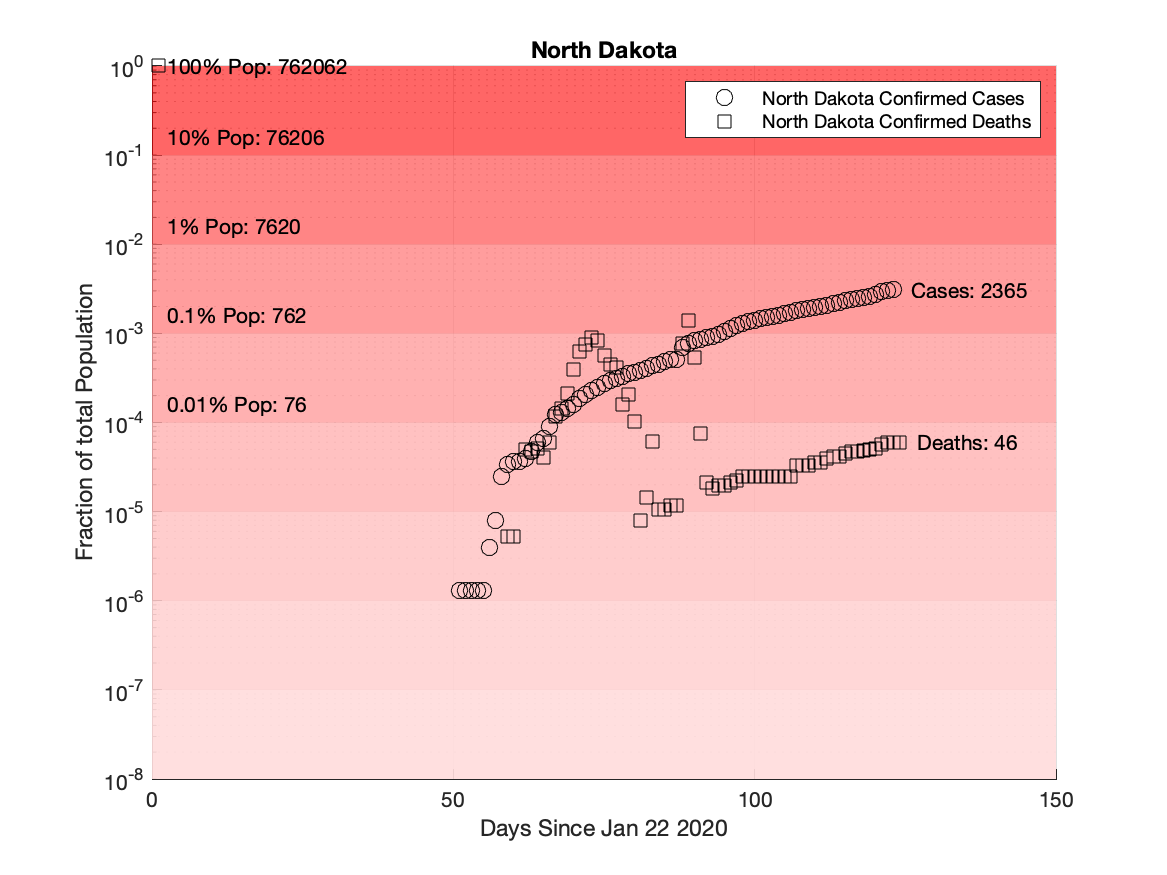 North Dakota
10^0
100% Pop: 762062
North Dakota Confirmed Cases
North Dakota Confirmed Deaths
10% Pop: 76206
10^-1
1% Pop: 7620
10^-2
Cases: 2365
0.1% Pop: 762
10^-3
0.01% Pop: 76
10^-4
Deaths: 46
10^-5
10^-6
10^-7
10^-8
Fraction of total Population
0 50 100 150
Days Since Jan 22 2020